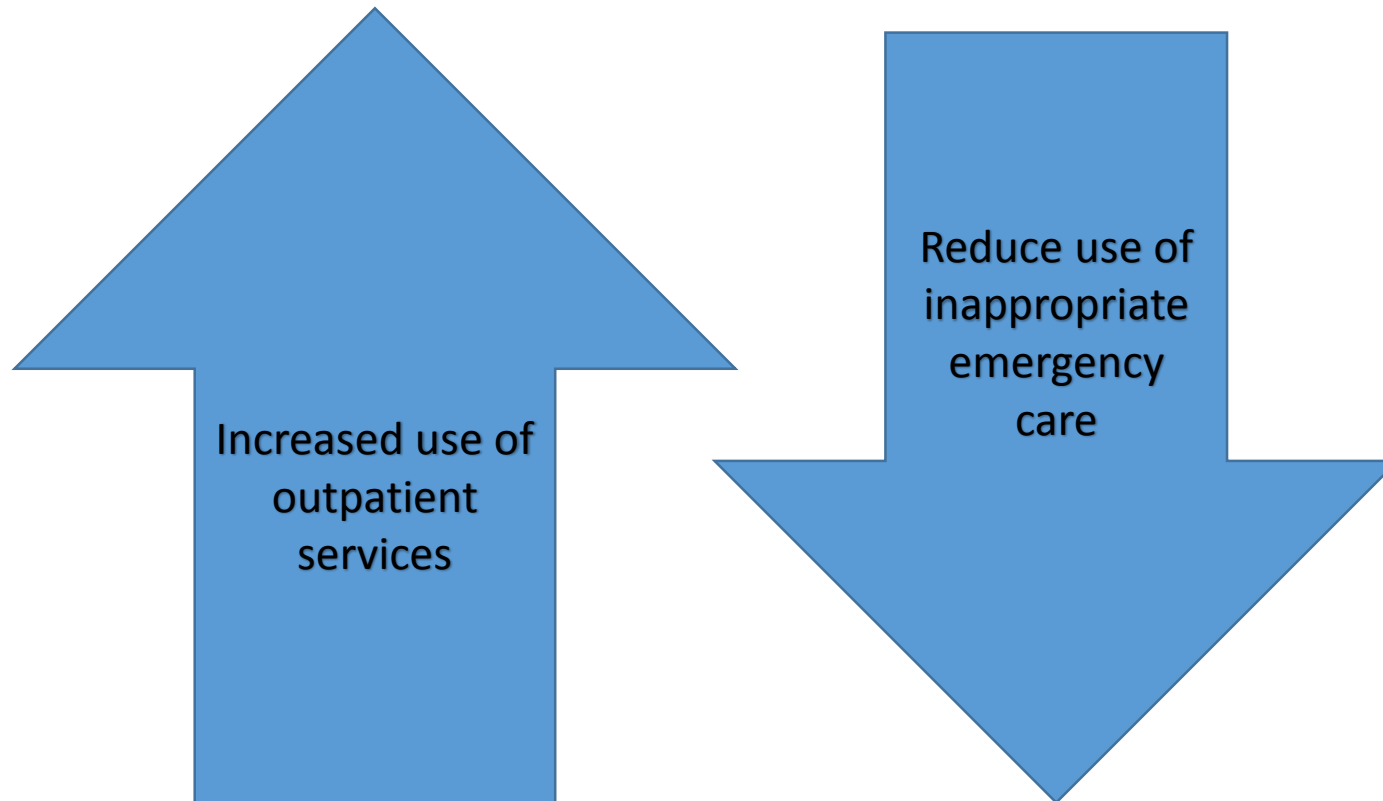 Increased use of
outpatient
services
Reduce use of
inappropriate
emergency
care